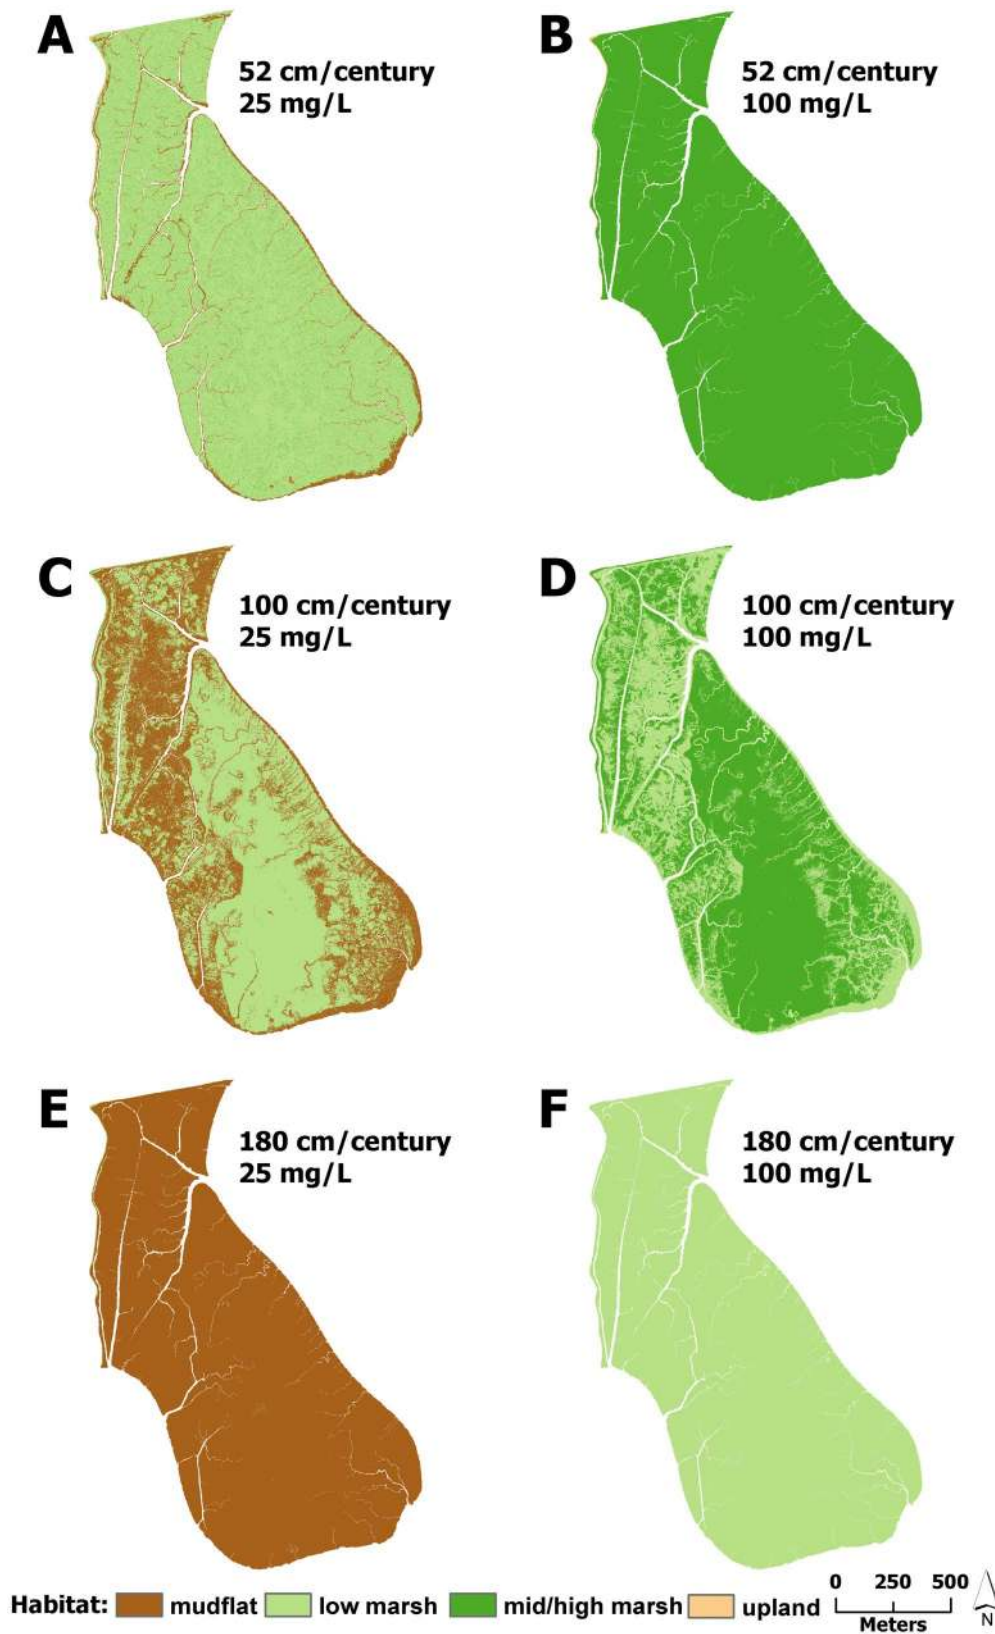 A
52 cm/century
25 mg/L
B
52 cm/century
100 mg/L
C
100 cm/century
25 mg/L
D
100 cm/century
100 mg/L
E
180 cm/century
25 mg/L
F
180 cm/century
100 mg/L
Habitat: mudflat low marsh mid/high marsh upland
0 250 500
Meters
N